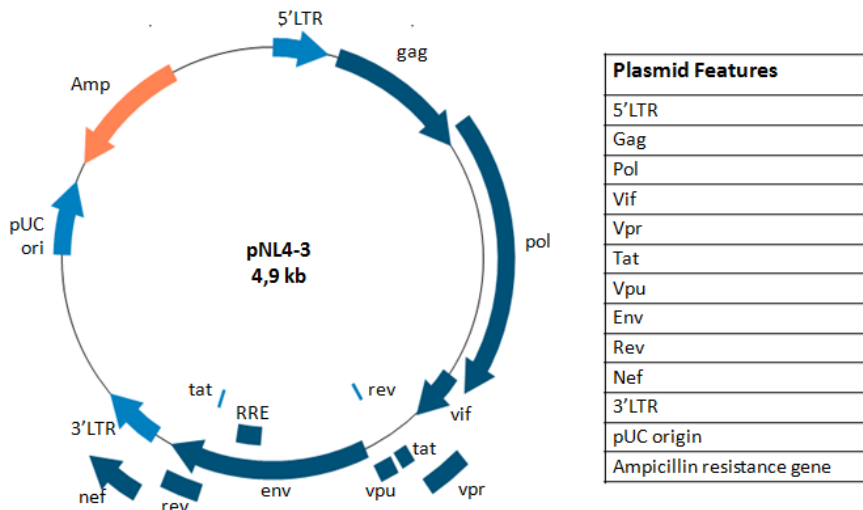 5'LTR
gag
Amp
pol
pUC
ori
pNL4-3
4,9 kb
tat
rev
RRE
vif
3'LTR
tat
nef
rev
env
vpu
vpr
Plasmid Features
5'LTR
Gag
Pol
Vif
Vpr
Tat
Vpu
Env
Rev
Nef
3'LTR
pUC origin
Ampicillin resistance gene